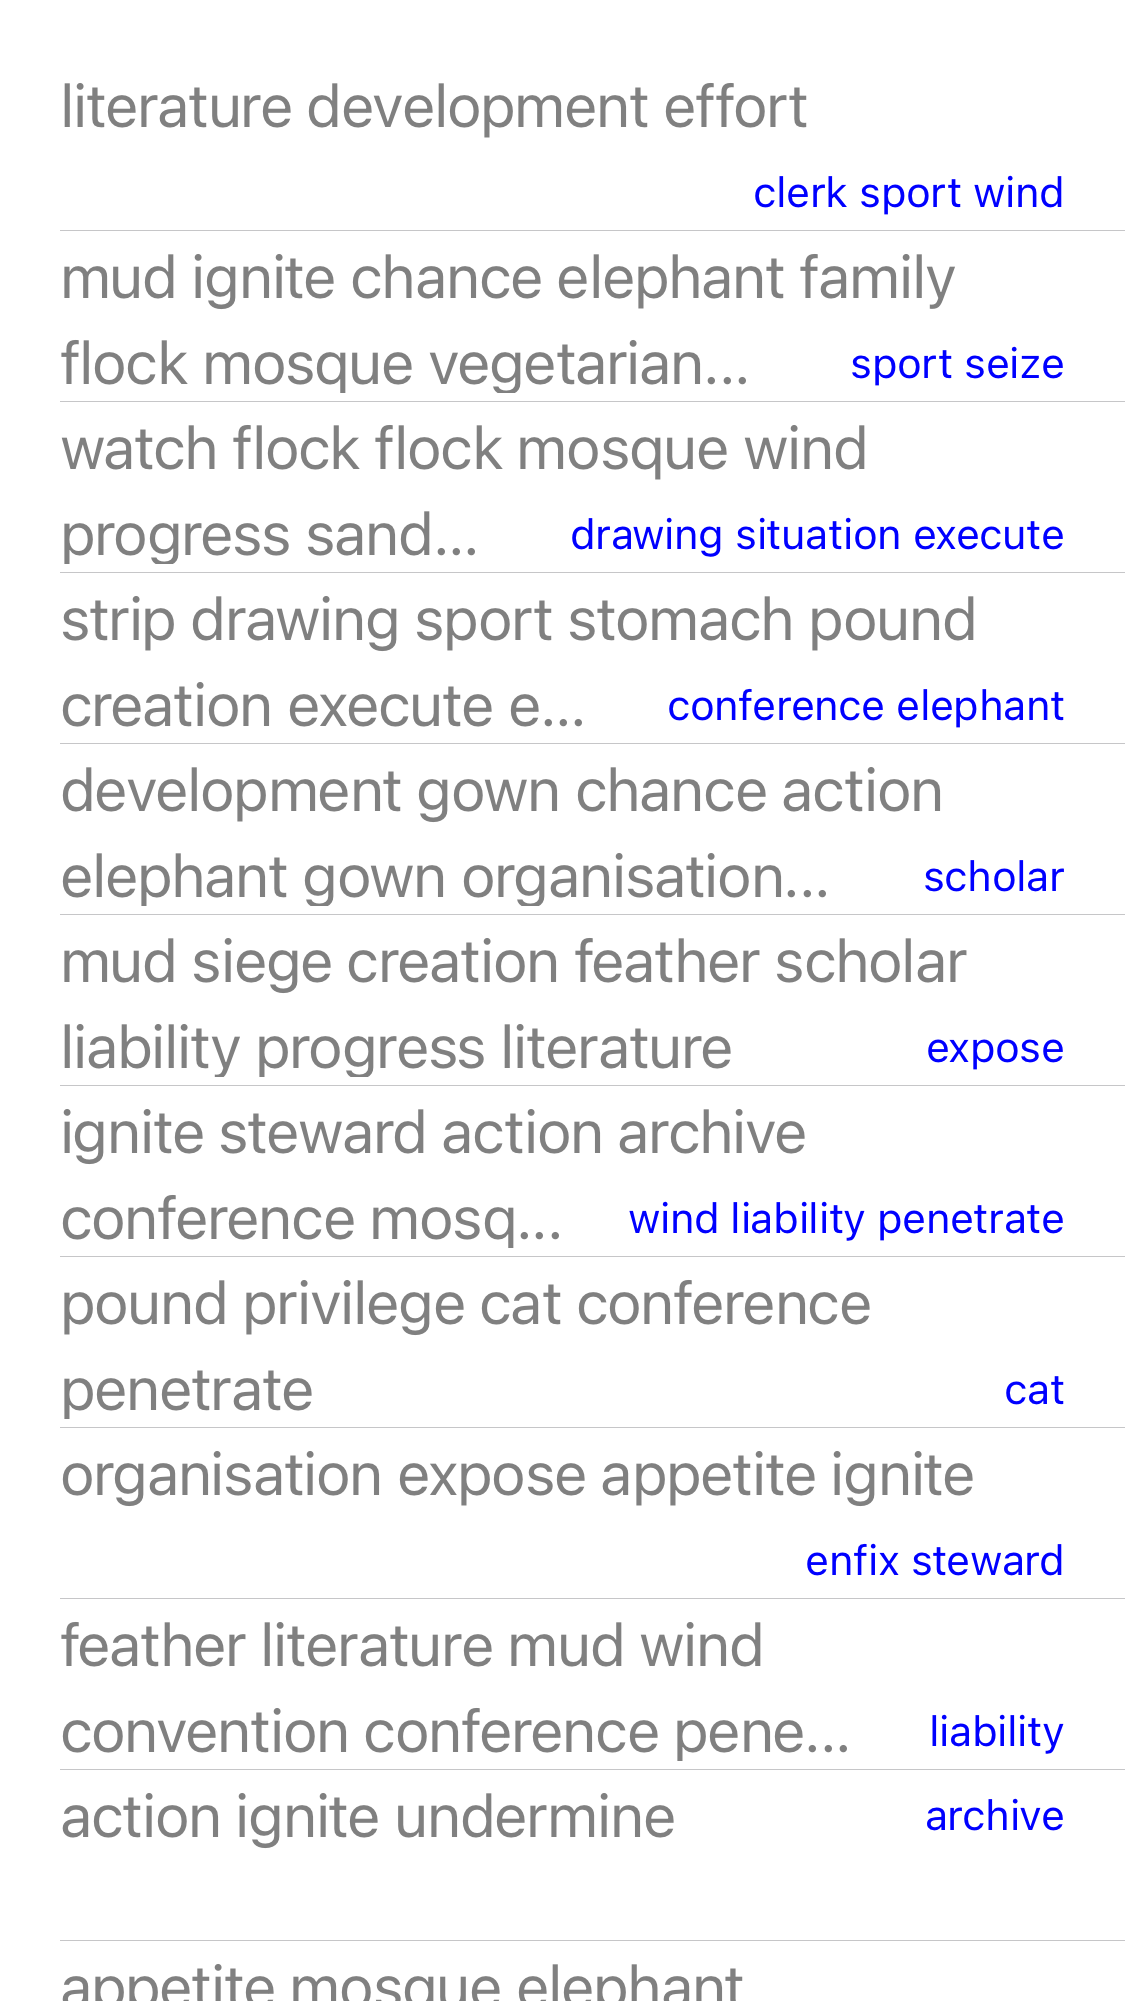 literature development effort
clerk sport wind
mud ignite chance elephant family
flock mosque vegetarian... sport seize
watch flock flock mosque wind
progress sand... drawing situation execute
strip drawing sport stomach pound
creation execute e... conference elephant
development gown chance action
elephant gown organisation... scholar
mud siege creation feather scholar
liability progress literature expose
ignite steward action archive
conference mosq... wind liability penetrate
pound privilege cat conference
penetrate cat
organisation expose appetite ignite
enfix steward
feather literature mud wind
convention conference pene... liability
action ignite undermine archive
appetite mosque elephant